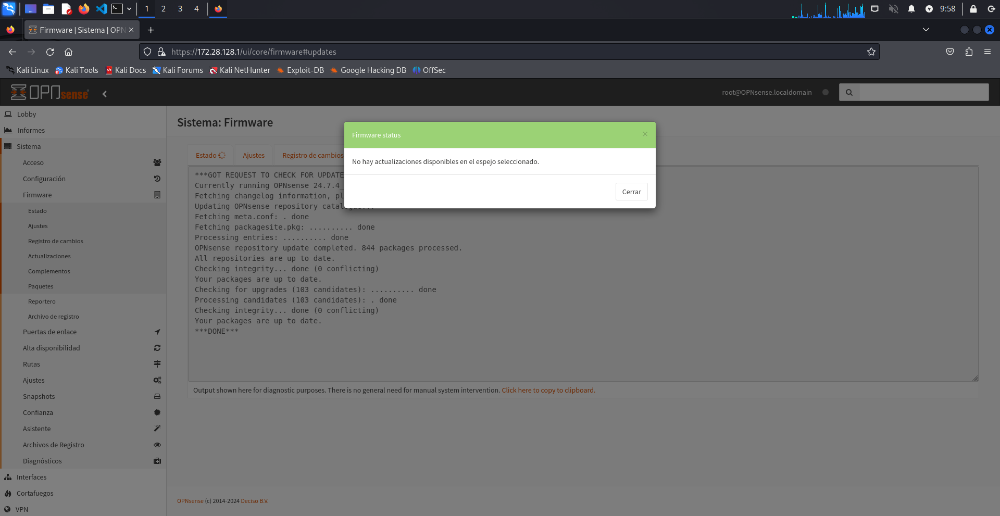 1 2 3 4
9:58
Firmware | Sistema | OPN
https://172.28.128.1/ui/core/firmware#updates
Kali Linux Kali Tools Kali Docs Kali Forums Kali NetHunter Exploit-DB Google Hacking DB OffSec
OPNsense
root@OPNsense.localdomain
Lobby
Informes
Sistema
Acceso
Configuración
Firmware
Estado
Ajustes
Registro de cambios
Actualizaciones
Complementos
Paquetes
Reportero
Archivo de registro
Puertas de enlace
Alta disponibilidad
Rutas
Ajustes
Snapshots
Confianza
Asistente
Archivos de Registro
Diagnósticos
Interfaces
Cortafuegos
VPN
Sistema: Firmware
Estado Ajustes Registro de cambios
Firmware status ×
No hay actualizaciones disponibles en el espejo seleccionado.
Cerrar
***GOT REQUEST TO CHECK FOR UPDATE
Currently running OPNsense 24.7.4_
Fetching changelog information, pl
Updating OPNsense repository catalogue...
Fetching meta.conf: . done
Fetching packagesite.pkg: .......... done
Processing entries: .......... done
OPNsense repository update completed. 844 packages processed.
All repositories are up to date.
Checking integrity... done (0 conflicting)
Your packages are up to date.
Checking for upgrades (103 candidates): .......... done
Processing candidates (103 candidates): . done
Checking integrity... done (0 conflicting)
Your packages are up to date.
***DONE***
Output shown here for diagnostic purposes. There is no general need for manual system intervention. Click here to copy to clipboard.
OPNsense (c) 2014-2024 Deciso B.V.